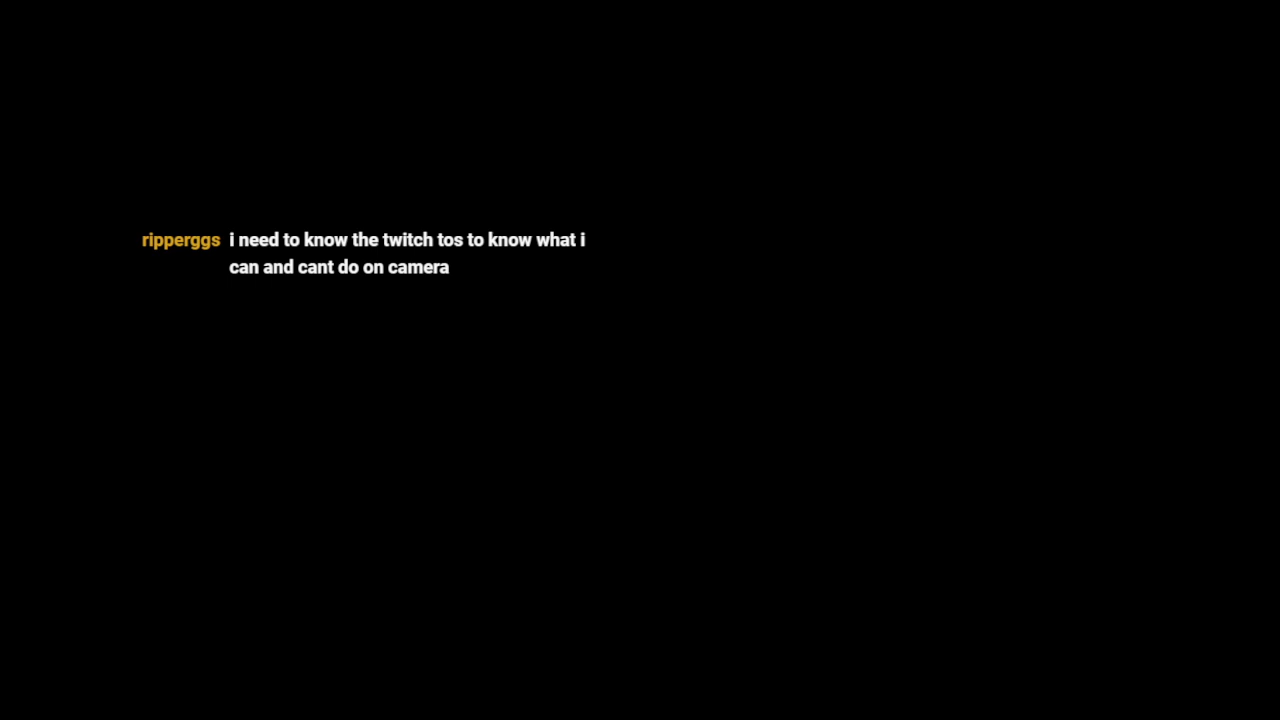 ripperggs i need to know the twitch tos to know what i
can and cant do on camera